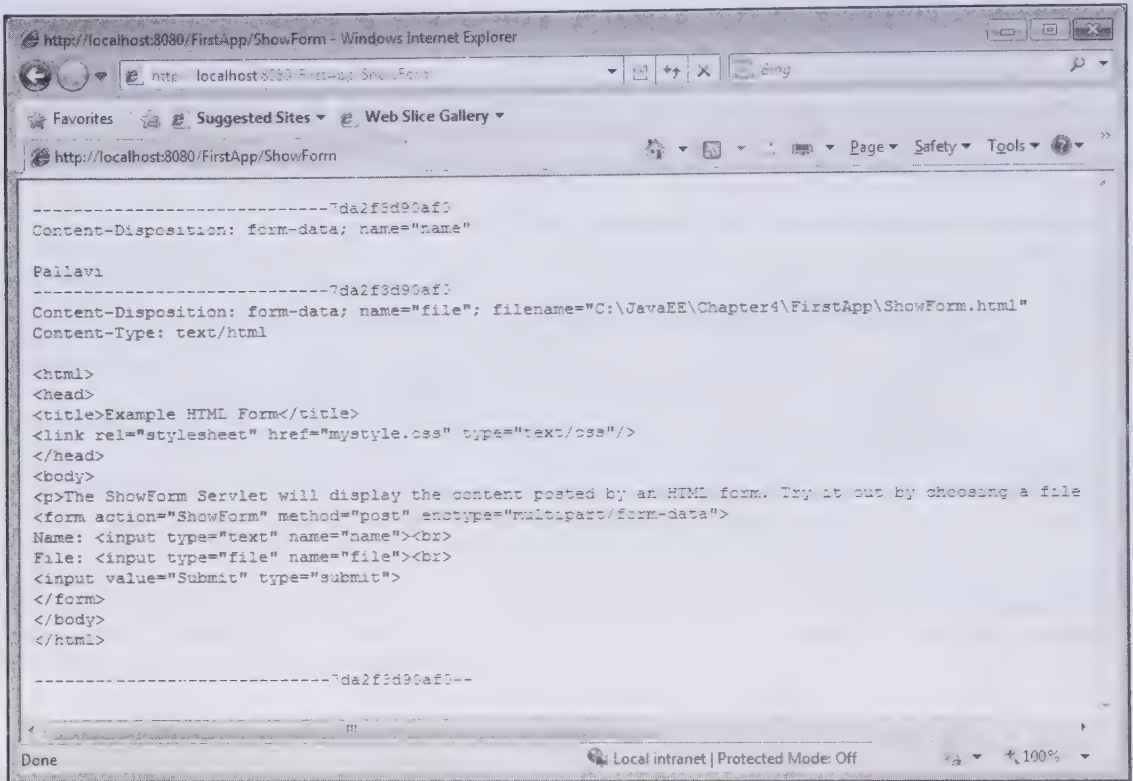 http://localhost:8080/FirstApp/ShowForm - Windows Internet Explorer
localhost
bing
Favorites Suggested Sites Web Slice Gallery
http://localhost:8080/FirstApp/ShowForm Page Safety Tools
Content-Disposition: form-data; name="name"
Pallavi
Content-Disposition: form-data; name="file"; filename="C:\JavaEE\Chapter4\FirstApp\ShowForm.html"
Content-Type: text/html
<html>
<head>
<title>Example HTML Form</title>
<link rel="stylesheet" href="mystyle.css" type="text/css"/>
</head>
<body>
<p>The ShowForm Servlet will display the content posted by an HTML form. Try it out by choosing a file
<form action="ShowForm" method="post" enctype="multipart/form-data">
Name: <input type="text" name="name"><br>
File: <input type="file" name="file"><br>
<input value="Submit" type="submit">
</form>
</body>
</html>
Done Local intranet | Protected Mode: Off 100%